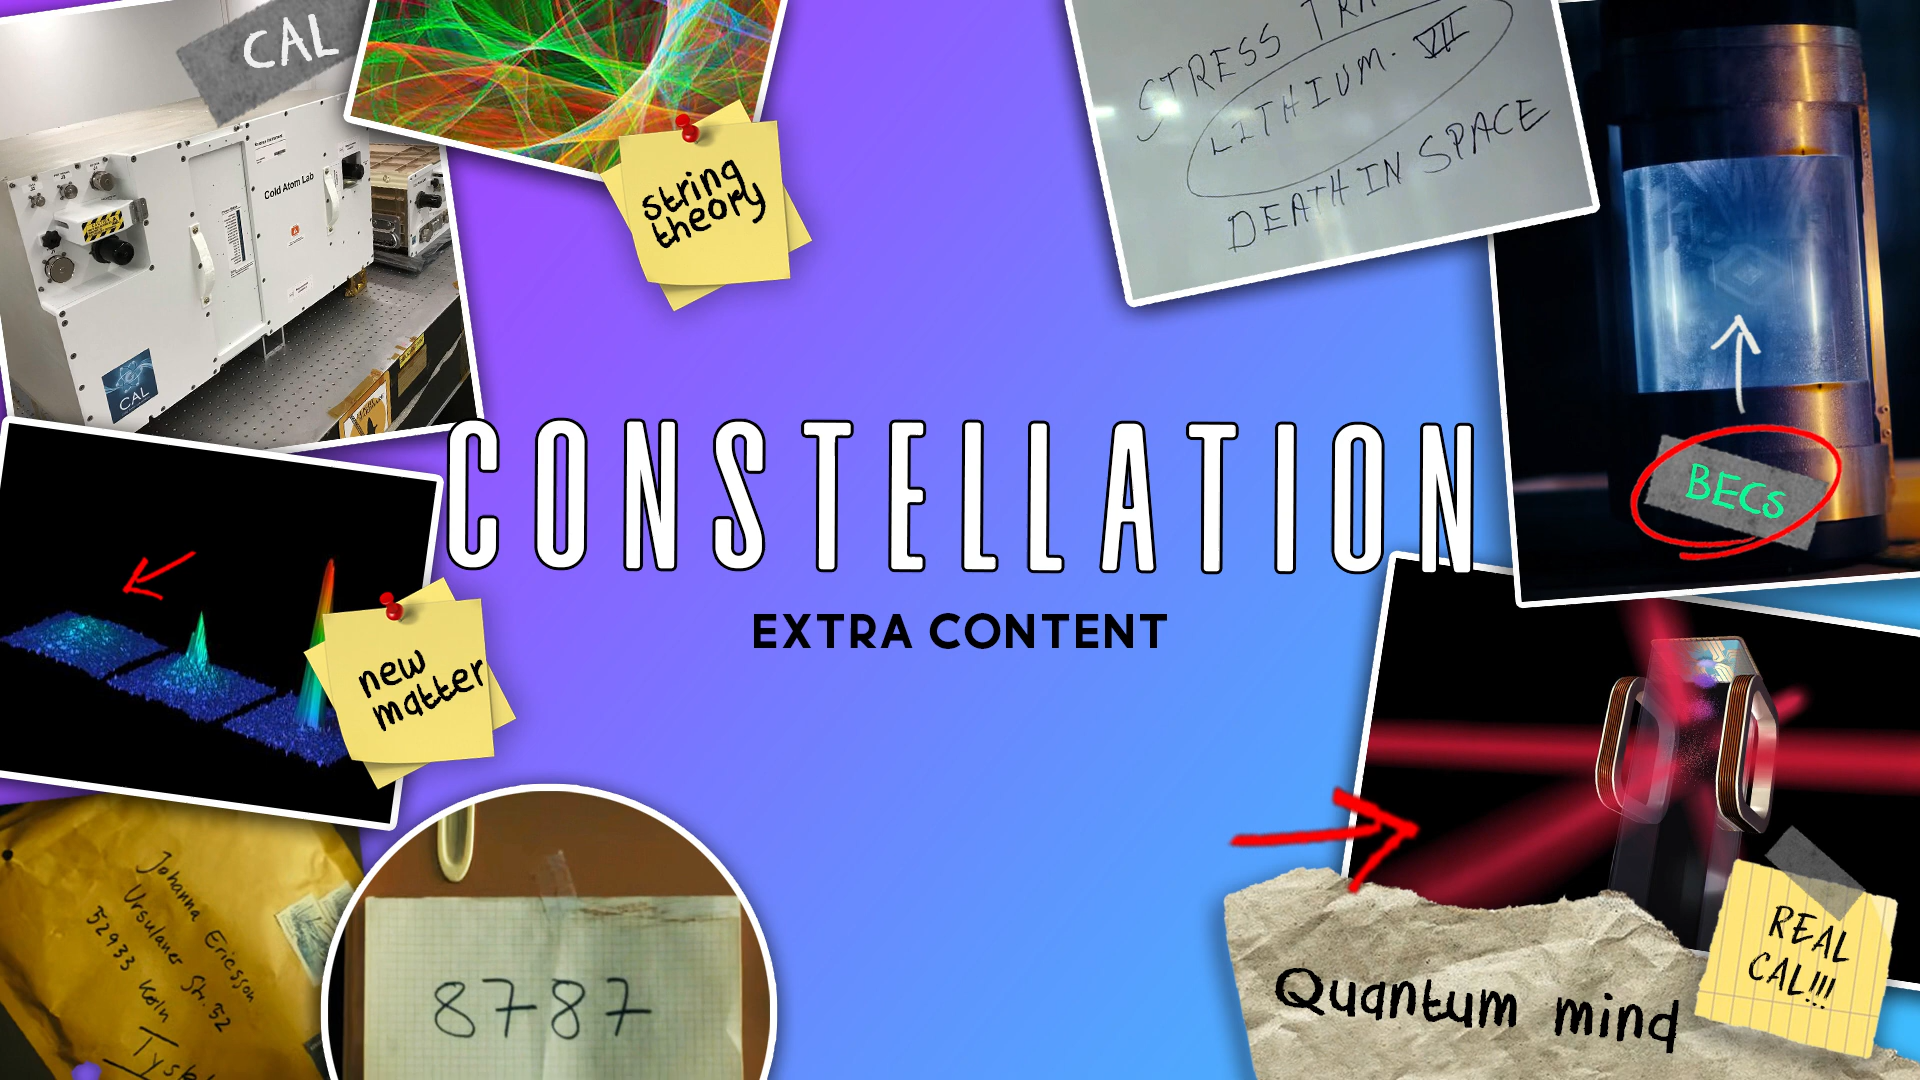 CAL
Cold Atom Lab
CAL
string
theory
STRESS
LITHIUM. VII
DEATH IN SPACE
BECS
CONSTELLATION
EXTRA CONTENT
new
matter
Johanna Ericsson
Ursulaner Str. 32
52933 Köln
8787
REAL
CAL!!!
Quantum mind